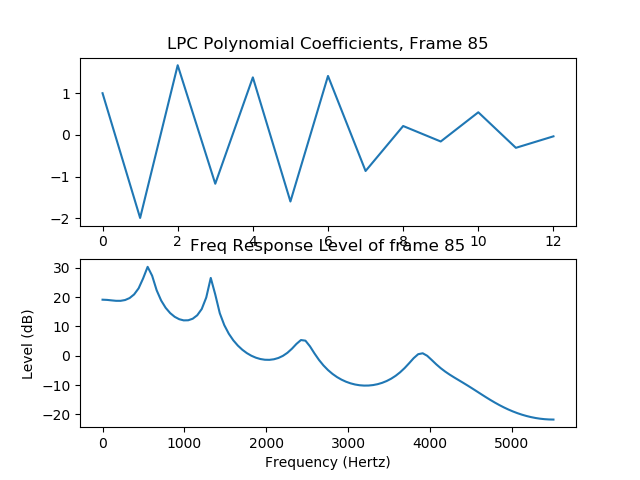 LPC Polynomial Coefficients, Frame 85
1
0
−1
−2
0 2 4 6 8 10 12
Freq Response Level of frame 85
30
20
10
0
−10
−20
Level (dB)
0 1000 2000 3000 4000 5000
Frequency (Hertz)